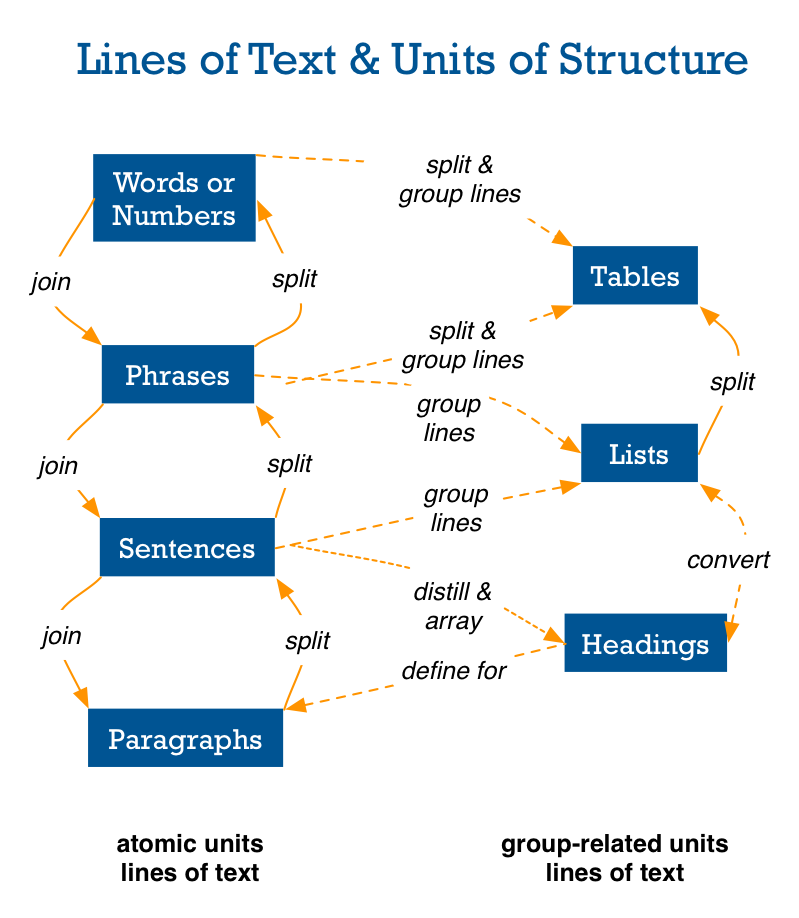 Lines of Text & Units of Structure
Words or
Numbers
split &
group lines
Tables
join
split
split &
group lines
Phrases
split
group
lines
Lists
join
split
group
lines
Sentences
convert
distill &
array
join
split
Headings
define for
Paragraphs
atomic units
lines of text
group-related units
lines of text